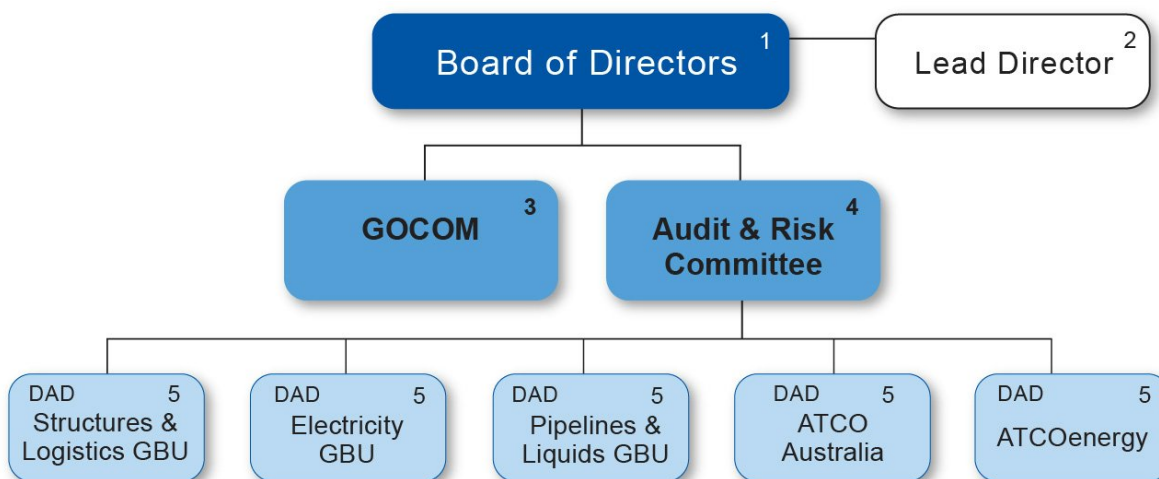 Board of Directors 1
Lead Director 2
GOCOM 3
Audit & Risk 4
Committee
DAD 5
Structures &
Logistics GBU
DAD 5
Electricity
GBU
DAD 5
Pipelines &
Liquids GBU
DAD 5
ATCO
Australia
DAD 5
ATCOenergy